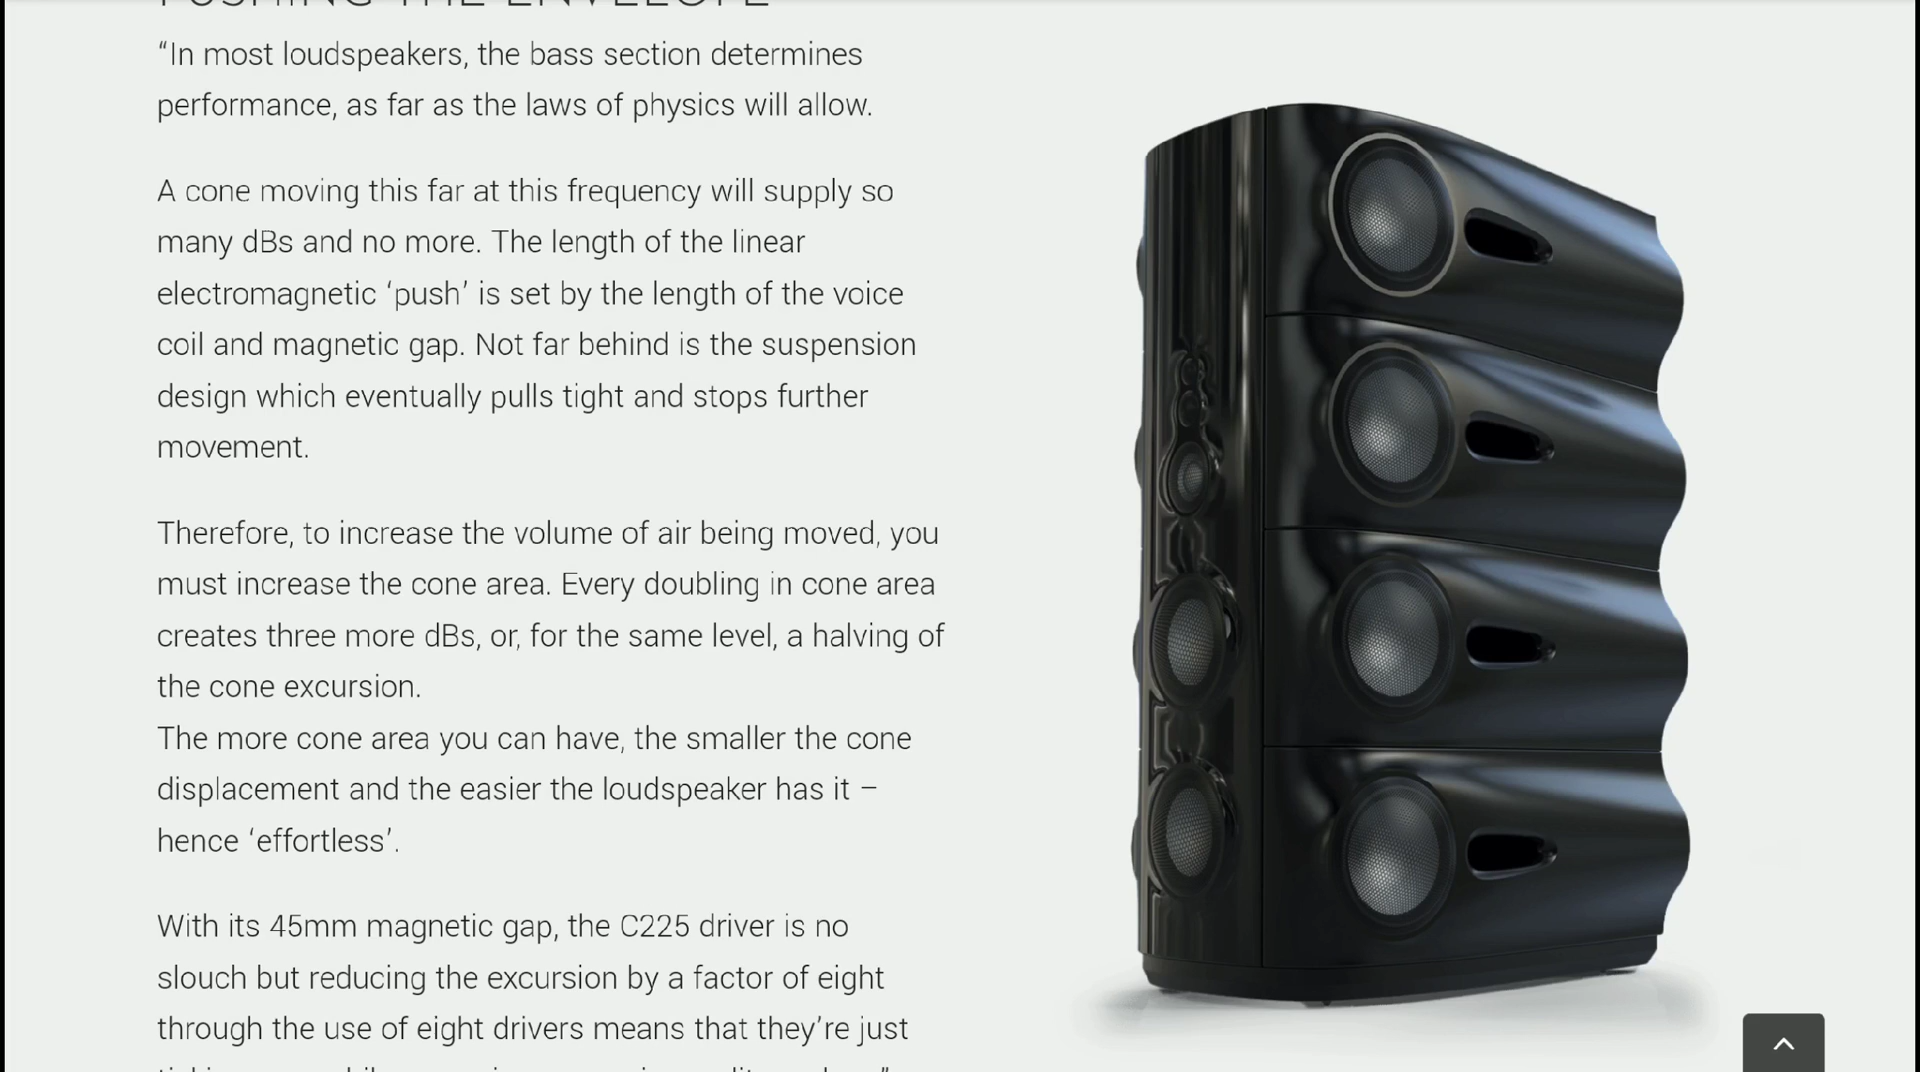 PUSHING THE ENVELOPE
“In most loudspeakers, the bass section determines
performance, as far as the laws of physics will allow.
A cone moving this far at this frequency will supply so
many dBs and no more. The length of the linear
electromagnetic ‘push’ is set by the length of the voice
coil and magnetic gap. Not far behind is the suspension
design which eventually pulls tight and stops further
movement.
Therefore, to increase the volume of air being moved, you
must increase the cone area. Every doubling in cone area
creates three more dBs, or, for the same level, a halving of
the cone excursion.
The more cone area you can have, the smaller the cone
displacement and the easier the loudspeaker has it –
hence ‘effortless’.
With its 45mm magnetic gap, the C225 driver is no
slouch but reducing the excursion by a factor of eight
through the use of eight drivers means that they’re just